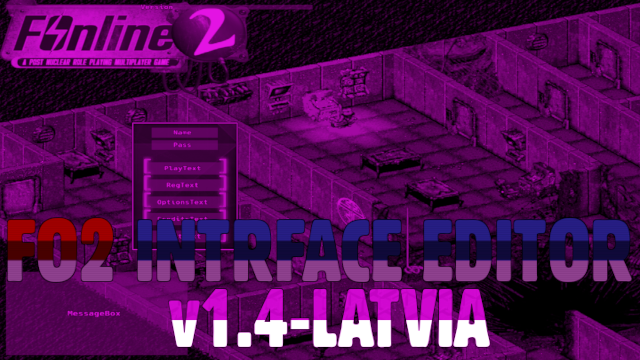 Version
FOnline 2
A POST NUCLEAR ROLE PLAYING MULTIPLAYER GAME
Name
Pass
PlayText
RegText
OptionsText
CreditsText
FO2 INTRFACE EDITOR
MessageBox
v1.4-LATVIA